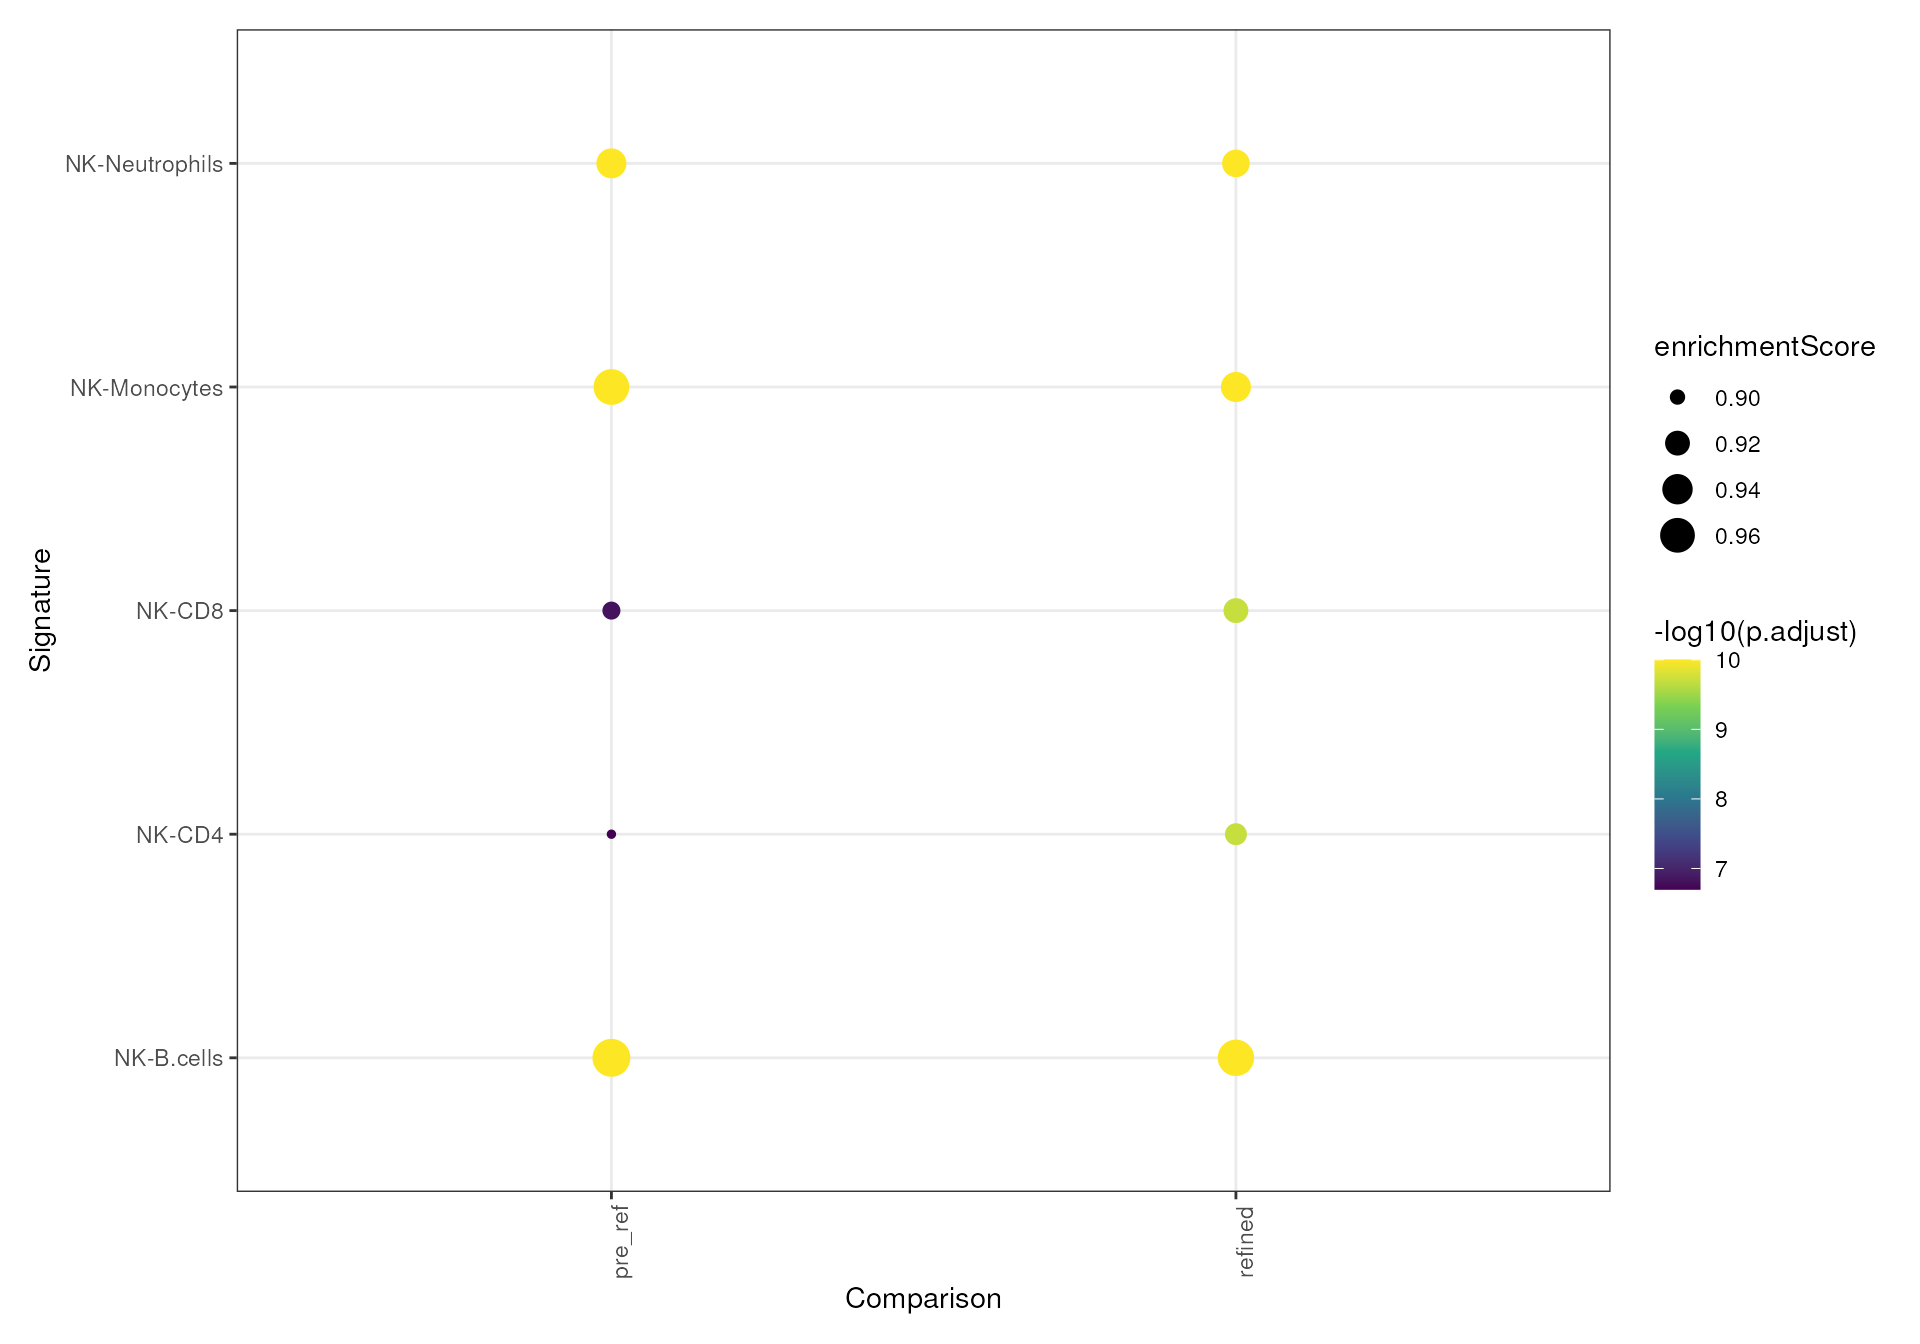 NK-Neutrophils
NK-Monocytes
NK-CD8
NK-CD4
NK-B.cells
Signature
pre_ref
refined
Comparison
enrichmentScore
0.90
0.92
0.94
0.96
-log10(p.adjust)
10
9
8
7